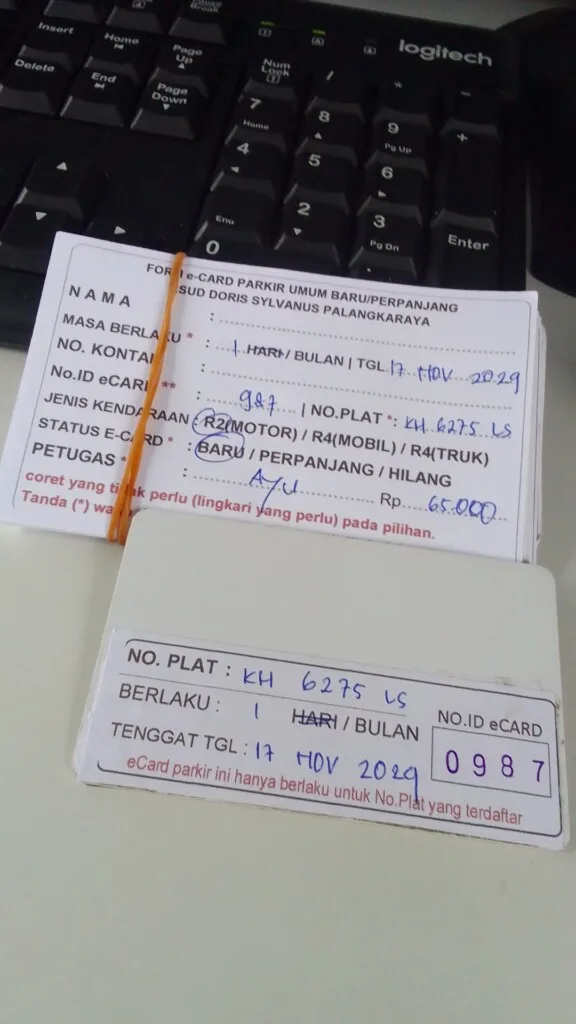 Pause
Break
Insert
Home
Page
Up
logitech
Delete
End
Page
Down
Num
Lock
/
*
-
7
Home
8
9
Pg Up
+
4
5
6
2
3
Pg Dn
Enter
0
.
FOR e-CARD PARKIR UMUM BARU/PERPANJANG
SUD DORIS SYLVANUS PALANGKARAYA
NAMA :
MASA BERLAKU * : 1 HARI / BULAN | TGL 17 NOV 2029
NO. KONTA :
No.ID eCARD ** : 987 | NO.PLAT *: KH 6275 LS
JENIS KENDARAAN : R2(MOTOR) / R4(MOBIL) / R4(TRUK)
STATUS E-CARD * : BARU / PERPANJANG / HILANG
PETUGAS * : AYU Rp. 65.000
coret yang tidak perlu (lingkari yang perlu) pada pilihan.
Tanda (*) wa
NO. PLAT : KH 6275 LS
BERLAKU : 1 HARI / BULAN
NO.ID eCARD
TENGGAT TGL : 17 NOV 2029
0987
eCard parkir ini hanya berlaku untuk No.Plat yang terdaftar